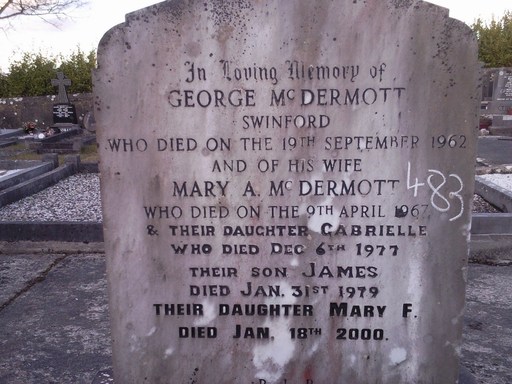 In Loving Memory of
GEORGE McDERMOTT
SWINFORD
WHO DIED ON THE 19TH SEPTEMBER 1962
AND OF HIS WIFE
MARY A. McDERMOTT
483
WHO DIED ON THE 9TH APRIL 1967
& THEIR DAUGHTER GABRIELLE
WHO DIED DEC 6TH 1977
THEIR SON JAMES
DIED JAN. 31ST 1979
THEIR DAUGHTER MARY F.
DIED JAN. 18TH 2000.